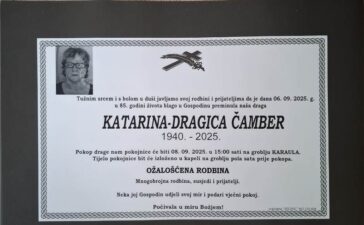 Tužnim srcem i s bolom u duši javljamo svoj rodbini i prijateljima da je dana 06. 09. 2025. g.
u 85. godini života blago u Gospodinu preminula naša draga
KATARINA-DRAGICA ČAMBER
1940. - 2025.
Pokop drage nam pokojnice će biti 08. 09. 2025. u 15:00 sati na groblju KARAULA.
Tijelo pokojnice bit će izloženo u kapeli na groblju pola sata prije pokopa.
OŽALOŠĆENA RODBINA
Mnogobrojna rodbina, susjedi i prijatelji.
Neka joj Gospodin udjeli svoj mir i podari vječni pokoj.
Počivala u miru Božjem!